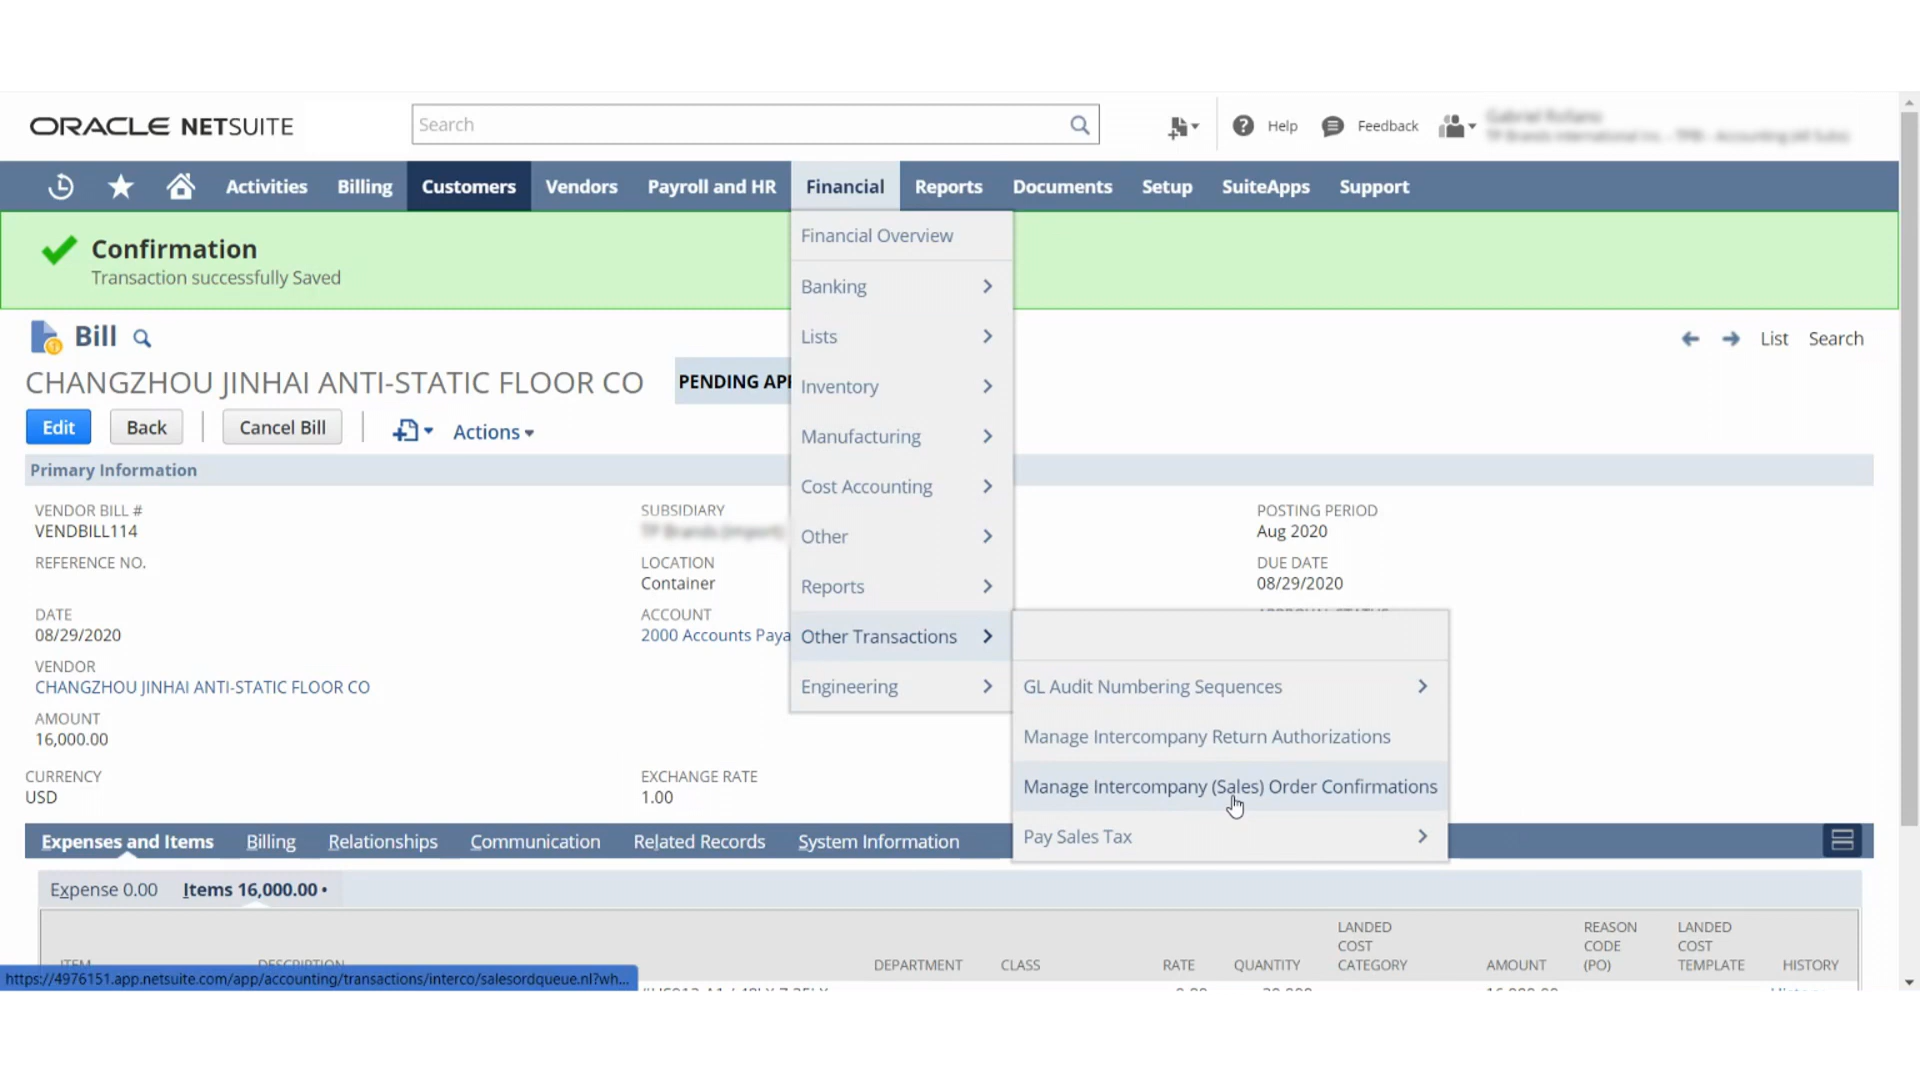 ORACLE NETSUITE
Search
Help
Feedback
Activities
Billing
Customers
Vendors
Payroll and HR
Financial
Reports
Documents
Setup
SuiteApps
Support
Confirmation
Transaction successfully Saved
Financial Overview
Banking
Lists
Inventory
Manufacturing
Cost Accounting
Other
Reports
Other Transactions
Engineering
GL Audit Numbering Sequences
Manage Intercompany Return Authorizations
Manage Intercompany (Sales) Order Confirmations
Pay Sales Tax
Bill
List
Search
CHANGZHOU JINHAI ANTI-STATIC FLOOR CO
PENDING APP
Edit
Back
Cancel Bill
Actions
Primary Information
VENDOR BILL #
VENDBILL114
REFERENCE NO.
DATE
08/29/2020
VENDOR
CHANGZHOU JINHAI ANTI-STATIC FLOOR CO
AMOUNT
16,000.00
CURRENCY
USD
SUBSIDIARY
LOCATION
Container
ACCOUNT
2000 Accounts Paya
EXCHANGE RATE
1.00
POSTING PERIOD
Aug 2020
DUE DATE
08/29/2020
Expenses and Items
Billing
Relationships
Communication
Related Records
System Information
Expense 0.00
Items 16,000.00 •
ITEM
DESCRIPTION
DEPARTMENT
CLASS
RATE
QUANTITY
LANDED
COST
CATEGORY
AMOUNT
REASON
CODE
(PO)
LANDED
COST
TEMPLATE
HISTORY
https://4976151.app.netsuite.com/app/accounting/transactions/interco/salesordqueue.nl?wh...